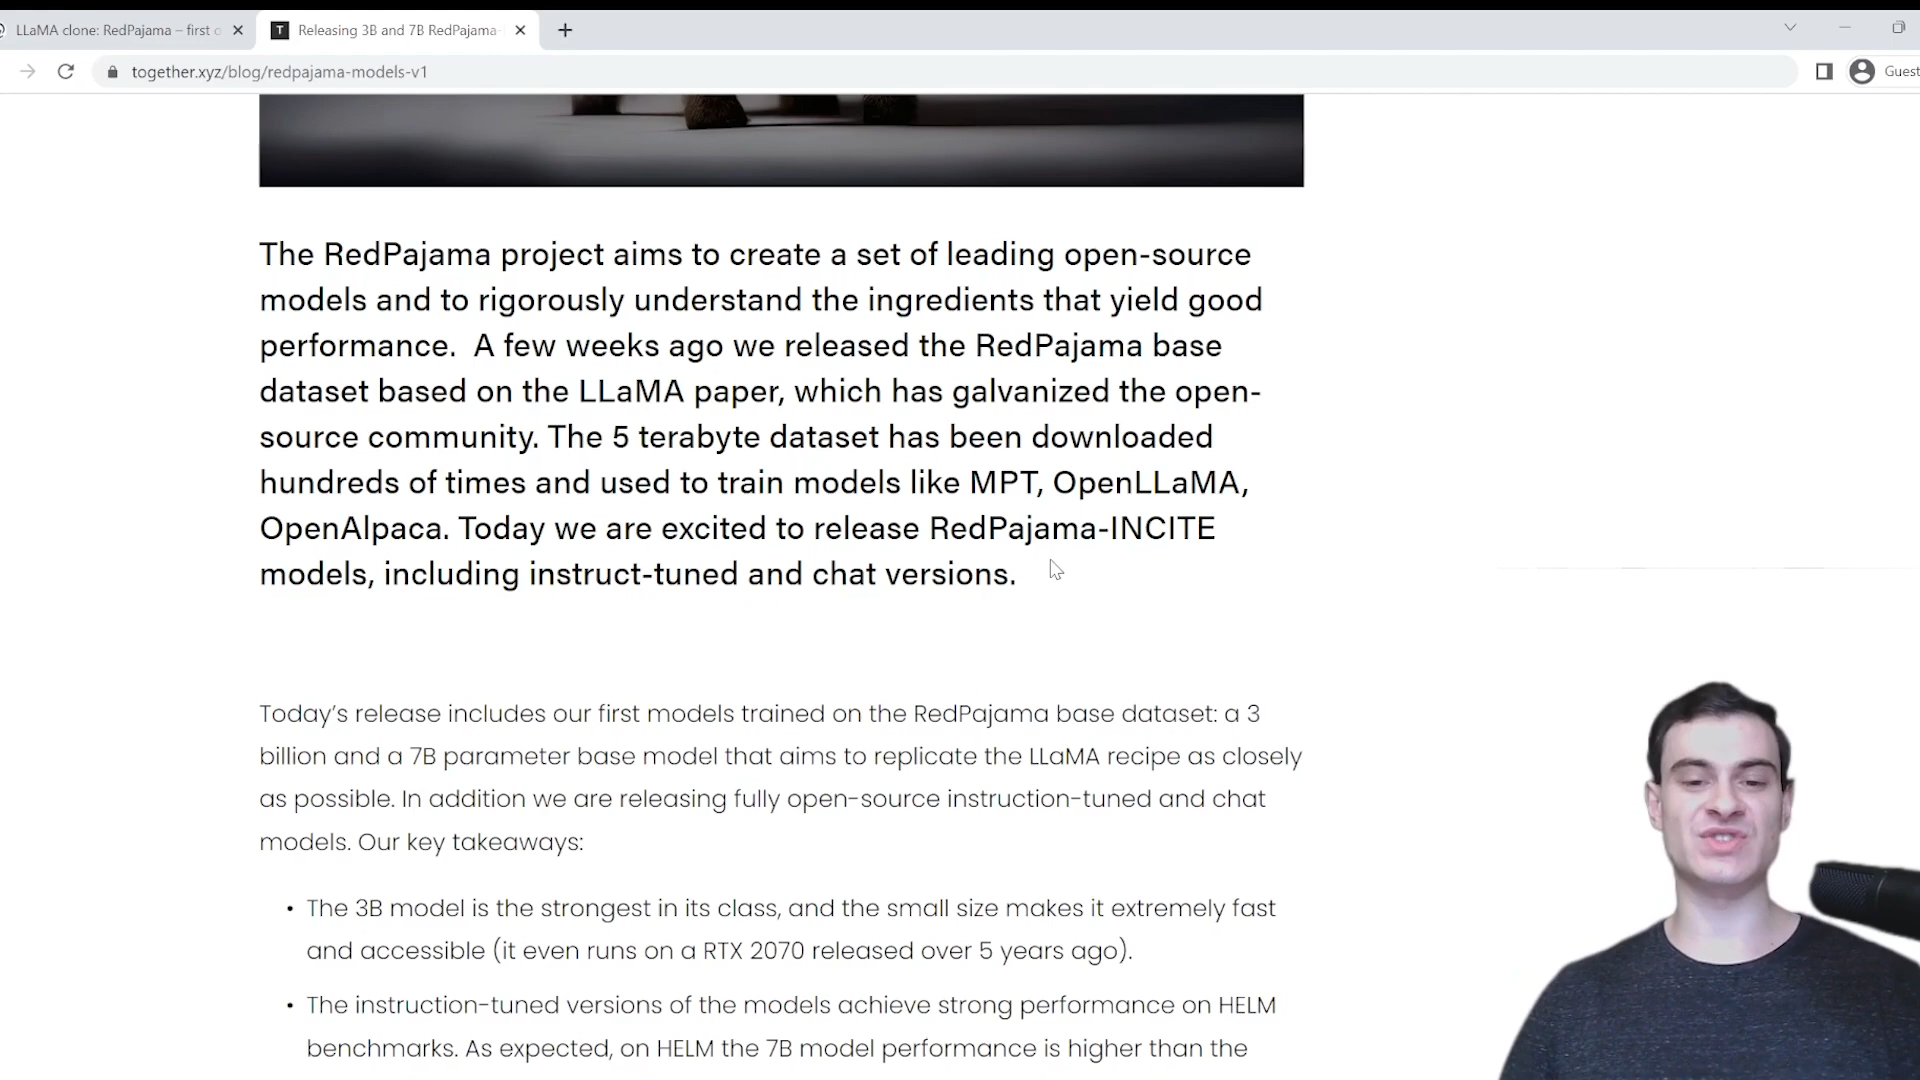 LLaMA clone: RedPajama – first o
T Releasing 3B and 7B RedPajama-
together.xyz/blog/redpajama-models-v1
Guest
The RedPajama project aims to create a set of leading open-source
models and to rigorously understand the ingredients that yield good
performance.  A few weeks ago we released the RedPajama base
dataset based on the LLaMA paper, which has galvanized the open-
source community. The 5 terabyte dataset has been downloaded
hundreds of times and used to train models like MPT, OpenLLaMA,
OpenAlpaca. Today we are excited to release RedPajama-INCITE
models, including instruct-tuned and chat versions.
Today’s release includes our first models trained on the RedPajama base dataset: a 3
billion and a 7B parameter base model that aims to replicate the LLaMA recipe as closely
as possible. In addition we are releasing fully open-source instruction-tuned and chat
models. Our key takeaways:
• The 3B model is the strongest in its class, and the small size makes it extremely fast
and accessible (it even runs on a RTX 2070 released over 5 years ago).
• The instruction-tuned versions of the models achieve strong performance on HELM
benchmarks. As expected, on HELM the 7B model performance is higher than the